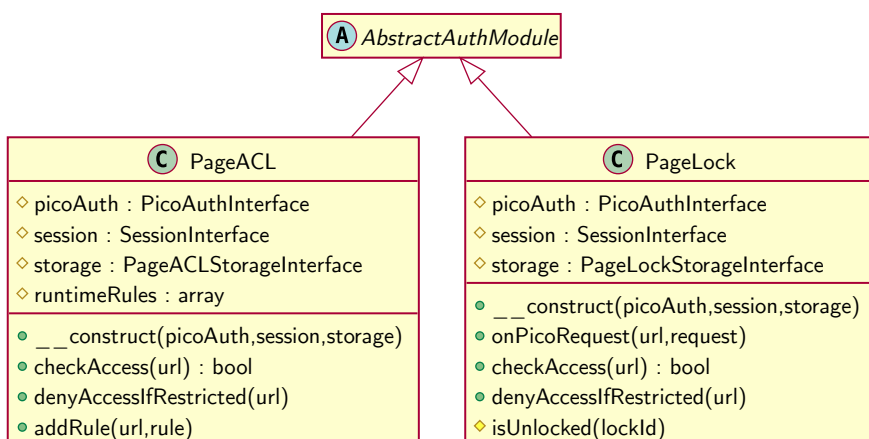 A AbstractAuthModule
C PageACL
picoAuth : PicoAuthInterface
session : SessionInterface
storage : PageACLStorageInterface
runtimeRules : array
__construct(picoAuth,session,storage)
checkAccess(url) : bool
denyAccessIfRestricted(url)
addRule(url,rule)
C PageLock
picoAuth : PicoAuthInterface
session : SessionInterface
storage : PageLockStorageInterface
__construct(picoAuth,session,storage)
onPicoRequest(url,request)
checkAccess(url) : bool
denyAccessIfRestricted(url)
isUnlocked(lockId)